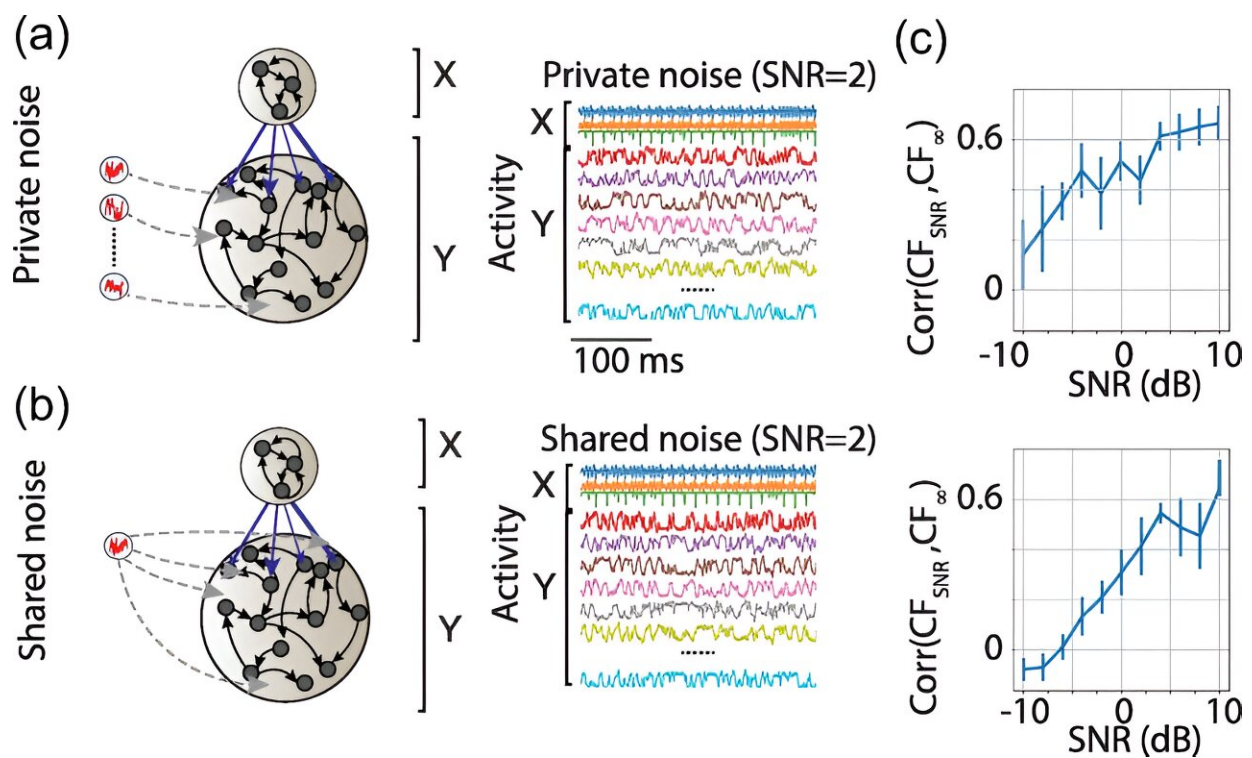 (a)
Private noise
X
Y
Private noise (SNR=2)
X
Y
Activity
100 ms
(c)
Corr(CF_SNR ,CF_∞)
0.6
0
-10 0 10
SNR (dB)
(b)
Shared noise
X
Y
Shared noise (SNR=2)
X
Y
Activity
Corr(CF_SNR ,CF_∞)
0.6
0
-10 0 10
SNR (dB)